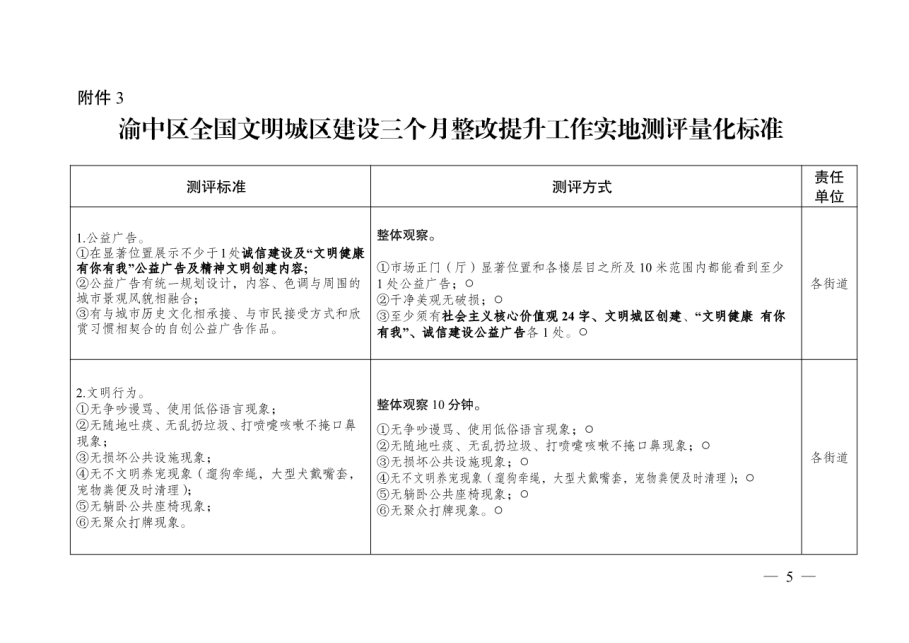 附件 3
渝中区全国文明城区建设三个月整改提升工作实地测评量化标准
测评标准
测评方式
责任
单位
1.公益广告。
①在显著位置展示不少于1处诚信建设及“文明健康
有你有我”公益广告及精神文明创建内容；
②公益广告有统一规划设计，内容、色调与周围的
城市景观风貌相融合；
③有与城市历史文化相承接、与市民接受方式和欣
赏习惯相契合的自创公益广告作品。
整体观察。
①市场正门（厅）显著位置和各楼层目之所及 10 米范围内都能看到至少
1 处公益广告；○
②干净美观无破损；○
③至少须有社会主义核心价值观 24 字、文明城区创建、“文明健康 有你
有我”、诚信建设公益广告各 1 处。○
各街道
2.文明行为。
①无争吵谩骂、使用低俗语言现象；
②无随地吐痰、无乱扔垃圾、打喷嚏咳嗽不掩口鼻
现象；
③无损坏公共设施现象；
④无不文明养宠现象（遛狗牵绳，大型犬戴嘴套，
宠物粪便及时清理）；
⑤无躺卧公共座椅现象；
⑥无聚众打牌现象。
整体观察 10 分钟。
①无争吵谩骂、使用低俗语言现象；○
②无随地吐痰、无乱扔垃圾、打喷嚏咳嗽不掩口鼻现象；○
③无损坏公共设施现象；○
④无不文明养宠现象（遛狗牵绳，大型犬戴嘴套，宠物粪便及时清理）；○
⑤无躺卧公共座椅现象；○
⑥无聚众打牌现象。○
各街道
— 5 —